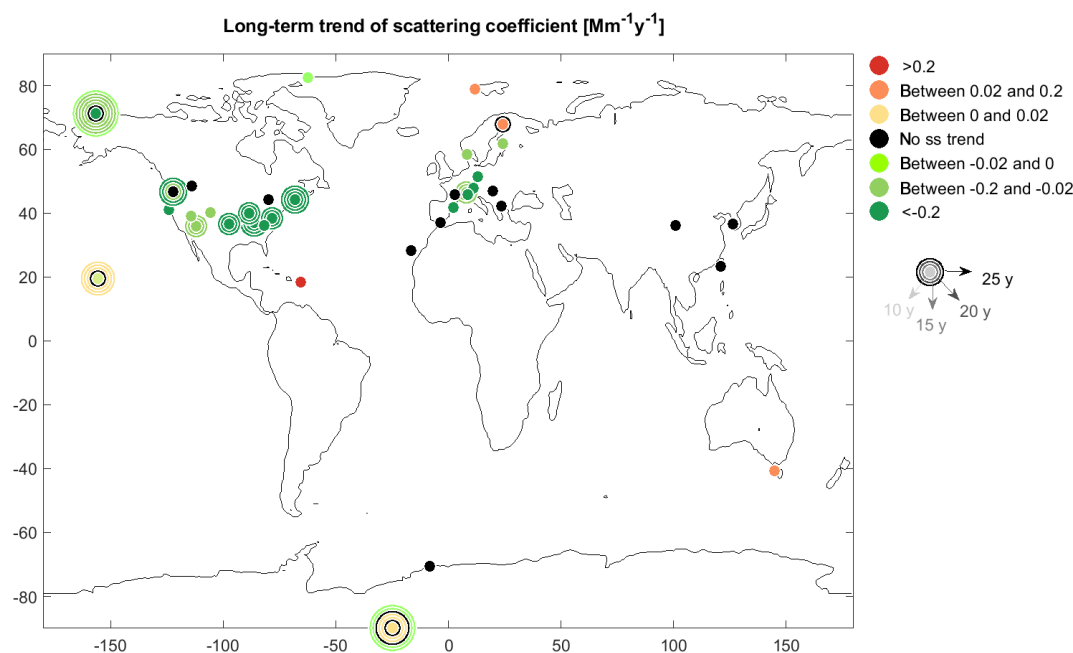 Long-term trend of scattering coefficient [Mm⁻¹y⁻¹]
80
60
40
20
0
-20
-40
-60
-80
-150
-100
-50
0
50
100
150
>0.2
Between 0.02 and 0.2
Between 0 and 0.02
No ss trend
Between -0.02 and 0
Between -0.2 and -0.02
<-0.2
25 y
10 y
20 y
15 y